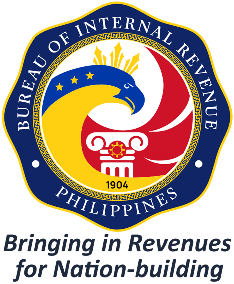 BUREAU OF INTERNAL REVENUE
1904
PHILIPPINES
Bringing in Revenues
for Nation-building